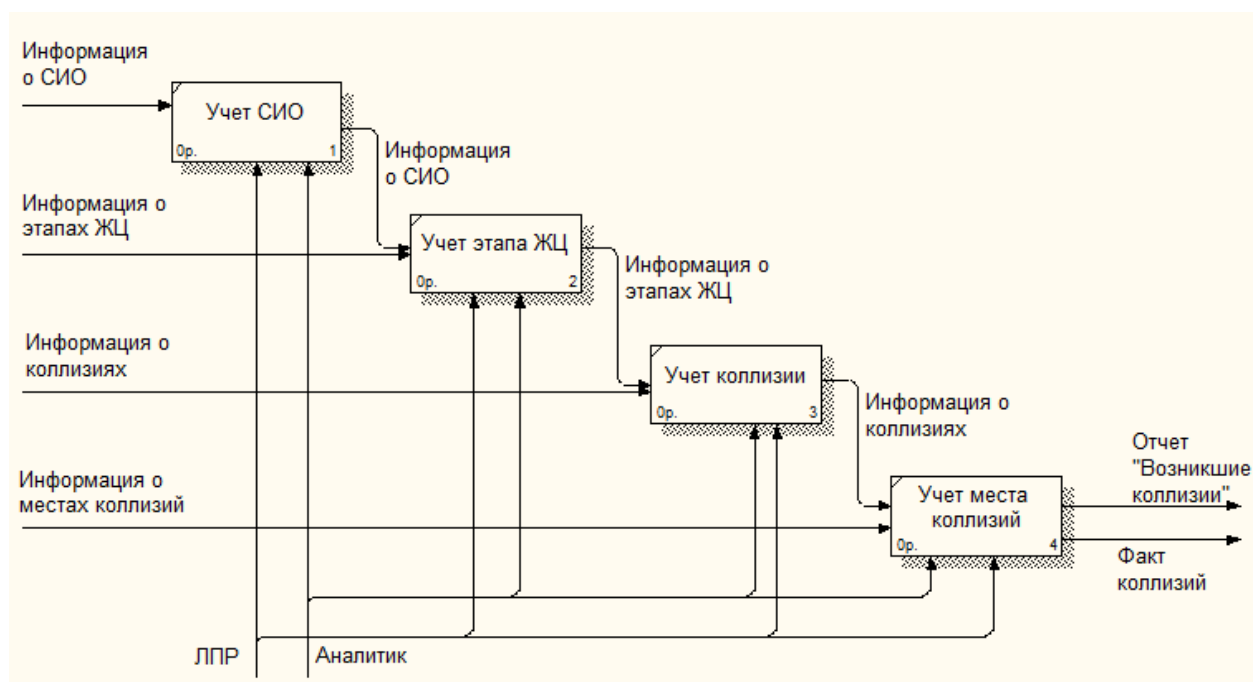 Информация
о СИО
Учет СИО
0р. 1
Информация
о СИО
Информация о
этапах ЖЦ
Учет этапа ЖЦ
0р. 2
Информация о
этапах ЖЦ
Информация о
коллизиях
Учет коллизии
0р. 3
Информация о
коллизиях
Отчет
"Возникшие
коллизии"
Информация о
местах коллизий
Учет места
коллизий
0р. 4
Факт
коллизий
ЛПР
Аналитик